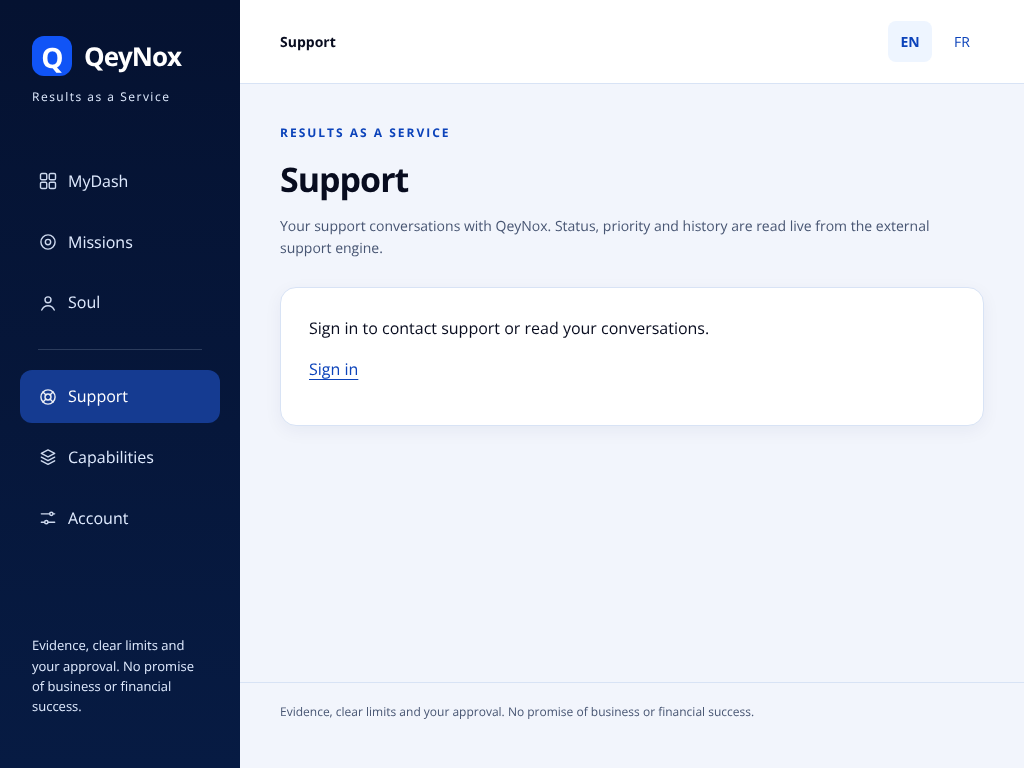 Q QeyNox
Results as a Service
MyDash
Missions
Soul
Support
Capabilities
Account
Evidence, clear limits and
your approval. No promise
of business or financial
success.
Support
EN
FR
RESULTS AS A SERVICE
Support
Your support conversations with QeyNox. Status, priority and history are read live from the external
support engine.
Sign in to contact support or read your conversations.
Sign in
Evidence, clear limits and your approval. No promise of business or financial success.